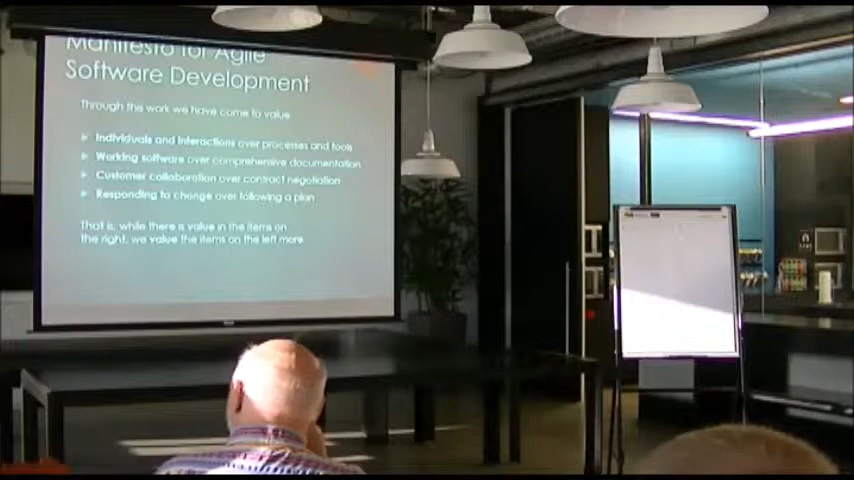 Manifesto for Agile
Software Development
Through this work we have come to value
Individuals and interactions over processes and tools
Working software over comprehensive documentation
Customer collaboration over contract negotiation
Responding to change over following a plan
That is, while there is value in the items on
the right, we value the items on the left more